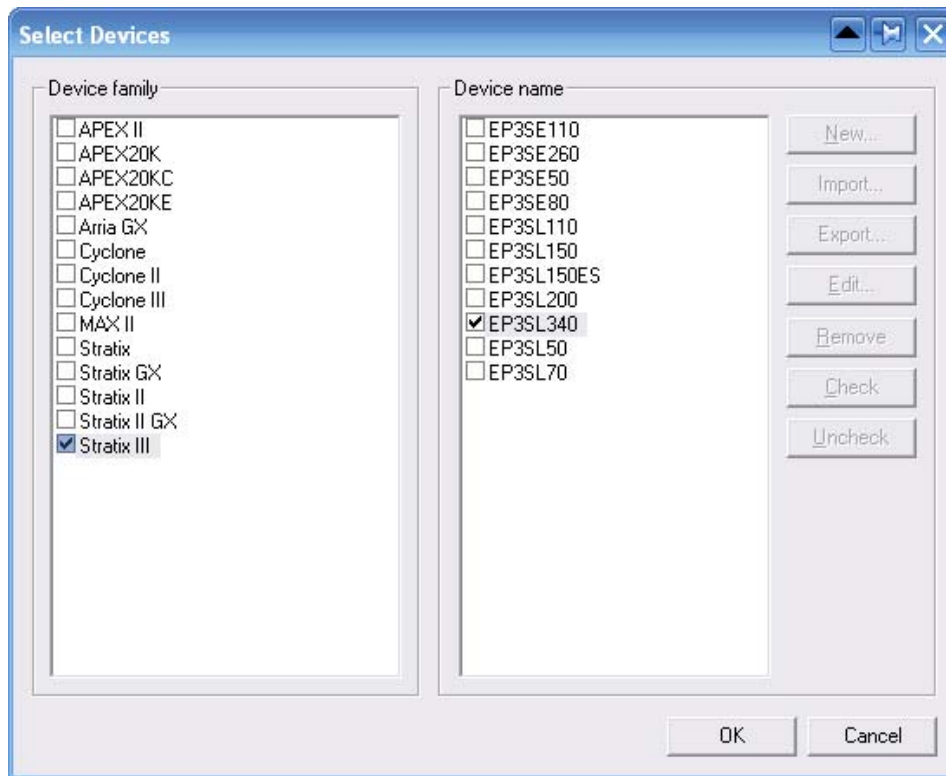 Select Devices
Device family
APEX II
APEX20K
APEX20KC
APEX20KE
Arria GX
Cyclone
Cyclone II
Cyclone III
MAX II
Stratix
Stratix GX
Stratix II
Stratix II GX
Stratix III
Device name
EP3SE110
EP3SE260
EP3SE50
EP3SE80
EP3SL110
EP3SL150
EP3SL150ES
EP3SL200
EP3SL340
EP3SL50
EP3SL70
New...
Import...
Export...
Edit...
Remove
Check
Uncheck
OK
Cancel